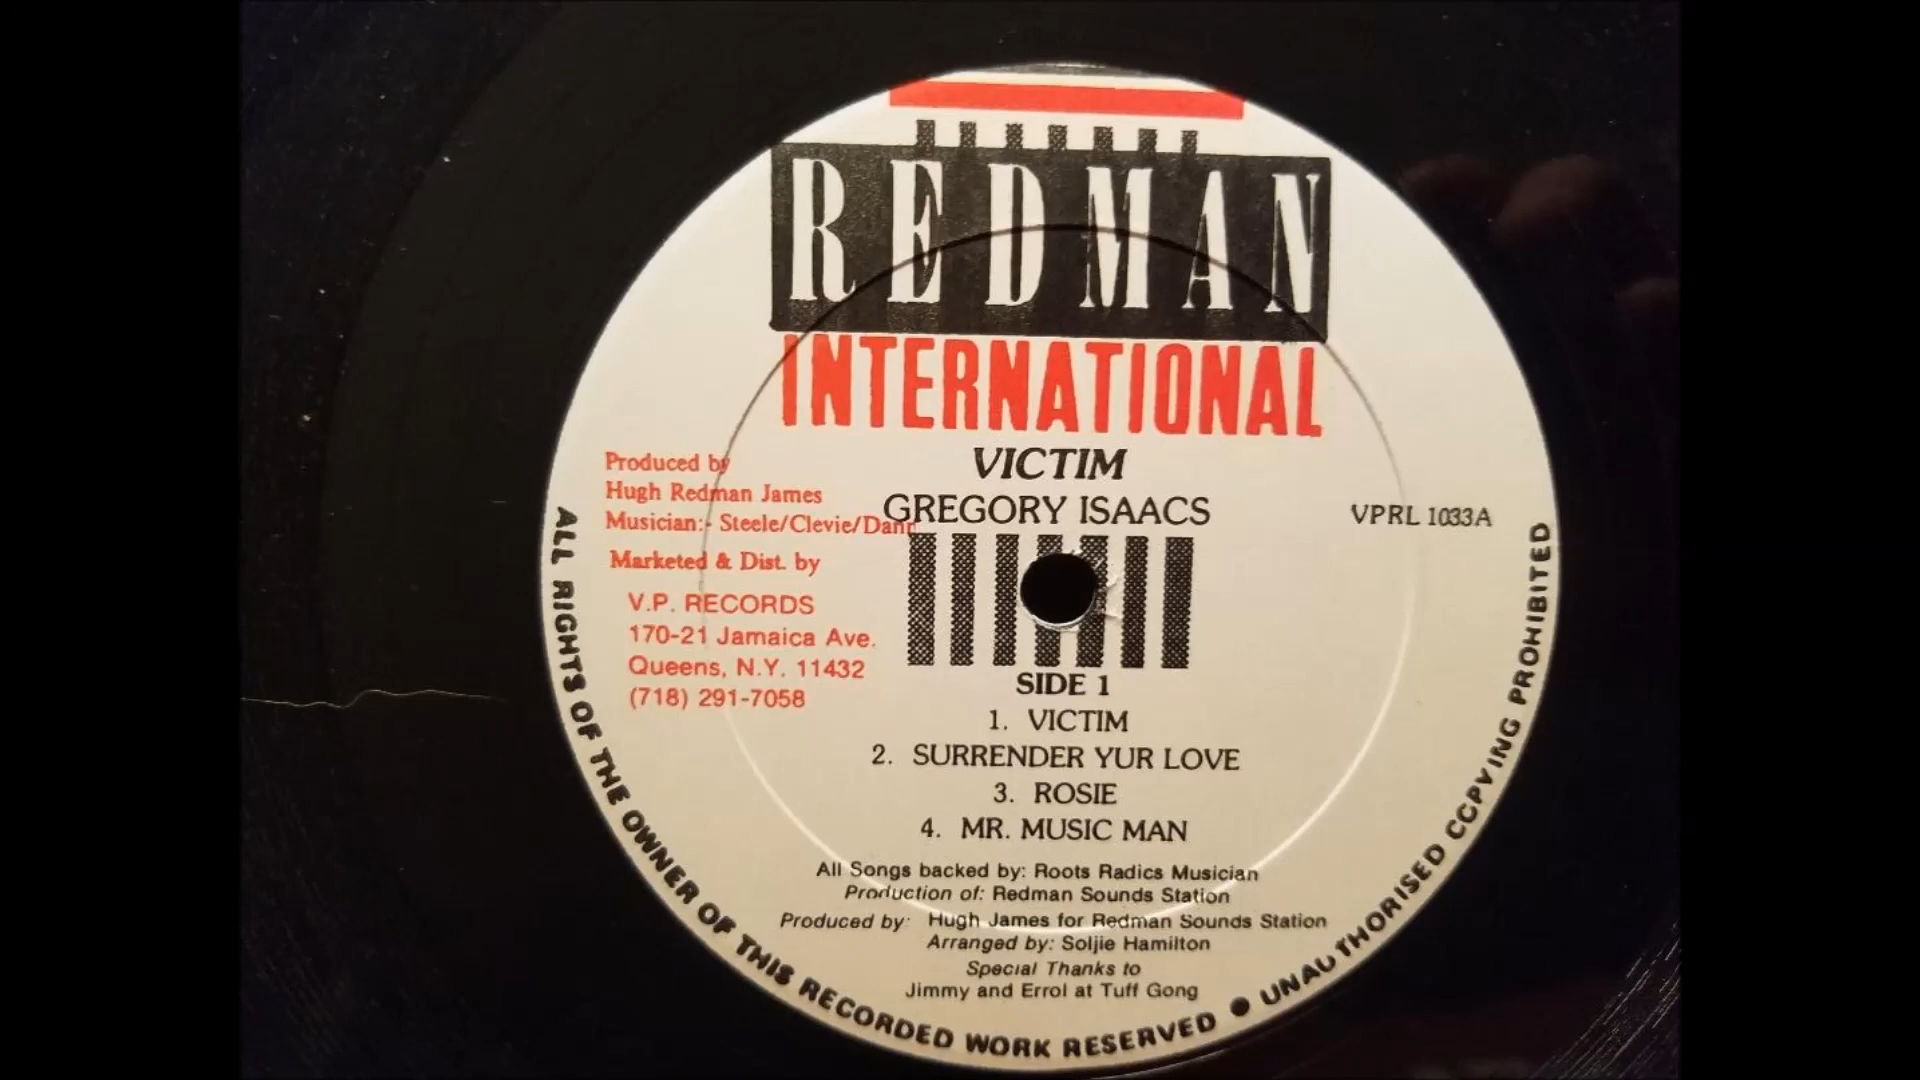 REDMAN
INTERNATIONAL
VICTIM
GREGORY ISAACS
Produced by
Hugh Redman James
Musician:- Steele/Clevie/Dann
Marketed & Dist. by
V.P. RECORDS
170-21 Jamaica Ave.
Queens, N.Y. 11432
(718) 291-7058
VPRL 1033A
SIDE 1
1. VICTIM
2. SURRENDER YUR LOVE
3. ROSIE
4. MR. MUSIC MAN
All Songs backed by: Roots Radics Musician
Production of: Redman Sounds Station
Produced by: Hugh James for Redman Sounds Station
Arranged by: Soljie Hamilton
Special Thanks to
Jimmy and Errol at Tuff Gong
ALL RIGHTS OF THE OWNER OF THIS RECORDED WORK RESERVED ● UNAUTHORISED COPYING PROHIBITED